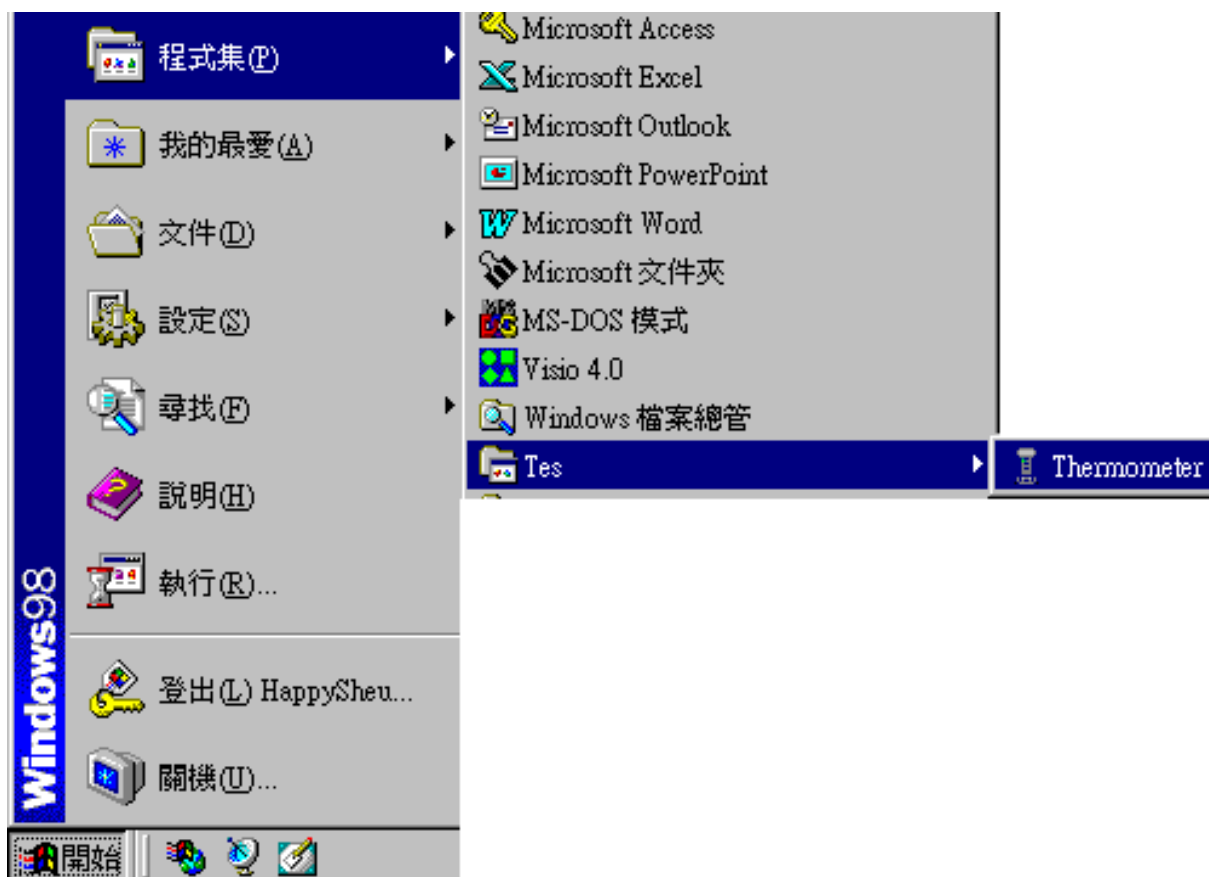 程式集(P)
我的最愛(A)
文件(D)
設定(S)
尋找(F)
說明(H)
執行(R)...
登出(L) HappySheu...
關機(U)...
Windows98
開始
Microsoft Access
Microsoft Excel
Microsoft Outlook
Microsoft PowerPoint
Microsoft Word
Microsoft 文件夾
MS-DOS 模式
Visio 4.0
Windows 檔案總管
Tes
Thermometer